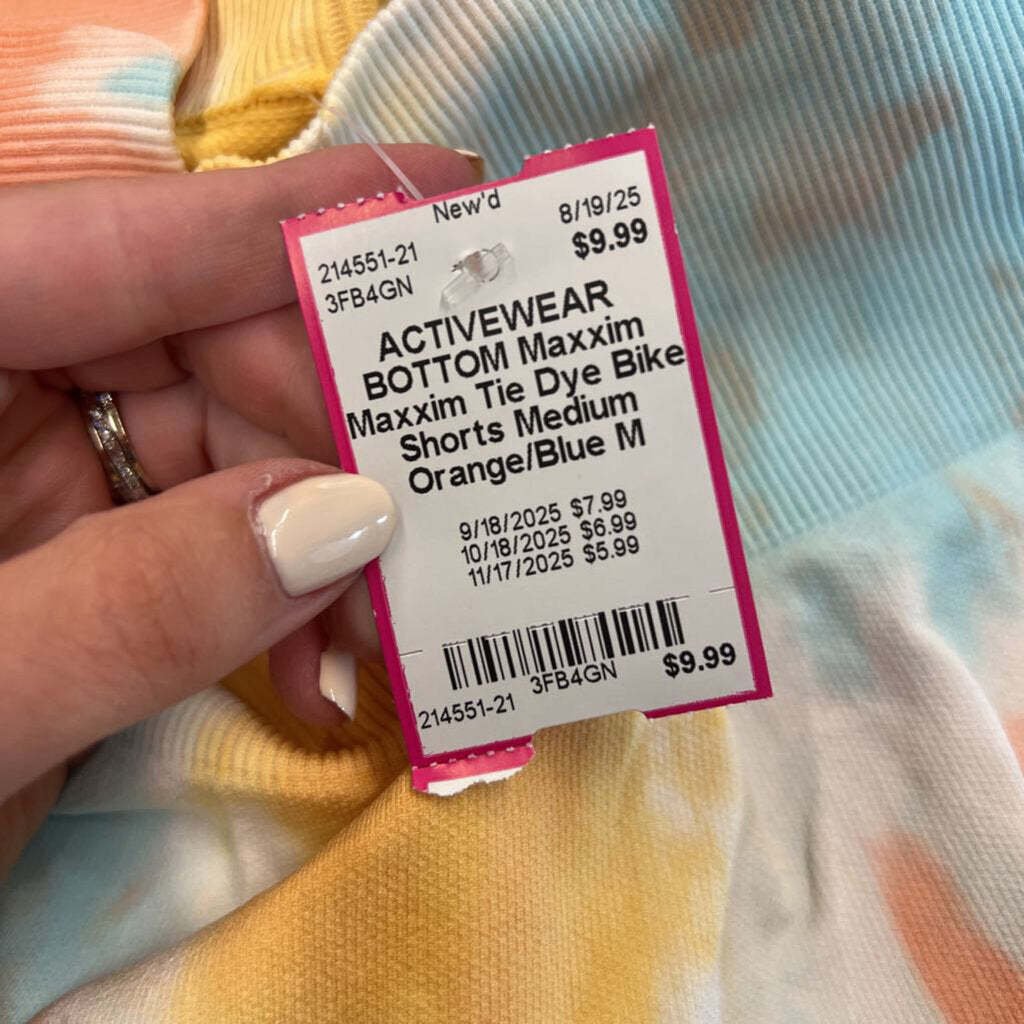 New'd
214551-21 8/19/25
3FB4GN $9.99
ACTIVEWEAR
BOTTOM Maxxim
Maxxim Tie Dye Bike
Shorts Medium
Orange/Blue M
9/18/2025 $7.99
10/18/2025 $6.99
11/17/2025 $5.99
214551-21 3FB4GN $9.99